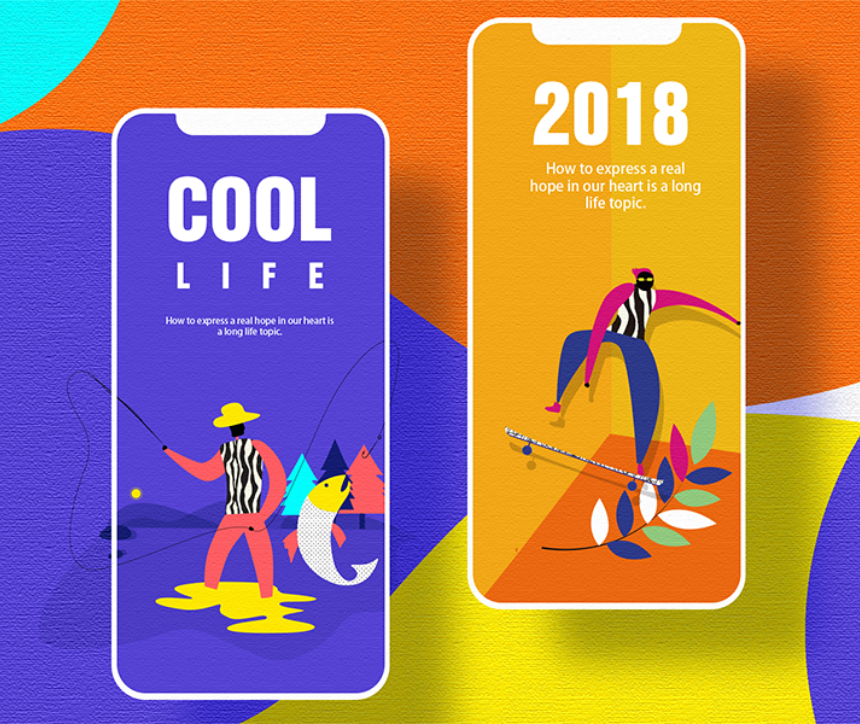 COOL
LIFE
How to express a real hope in our heart is
a long life topic.
2018
How to express a real
hope in our heart is a long
life topic.